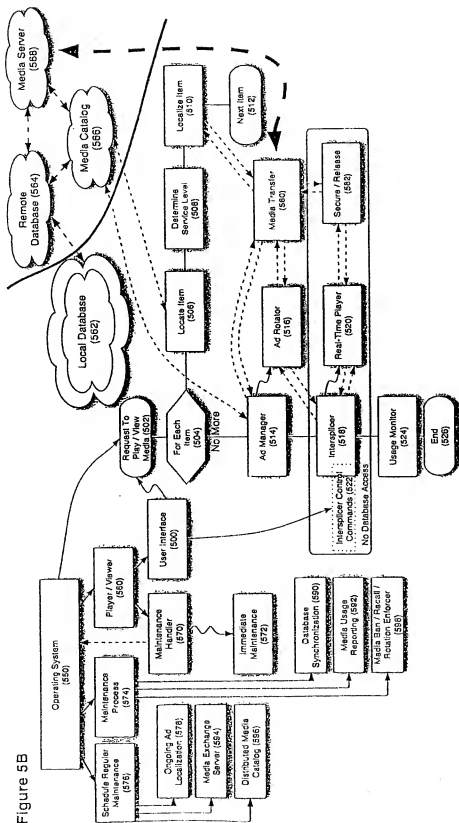 Figure 5B
Operating System
(550)
Schedule Regular
Maintenance
(576)
Maintenance
Process
(574)
Player / Viewer
(560)
Maintenance
Handler
(570)
User Interface
(500)
Immediate
Maintenance
(572)
Ongoing Ad
Localization (578)
Media Exchange
Server (594)
Distributed Media
Catalog (596)
Database
Synchronization (590)
Media Usage
Reporting (592)
Media Ban / Recall /
Rotation Enforcer
(598)
Request To
Play / View
Media (502)
For Each
Item
(504)
No More
Locate Item
(506)
Determine
Service Level
(508)
Localize Item
(510)
Next Item
(512)
Local Database
(562)
Remote
Database
(564)
Media Catalog
(566)
Media Server
(568)
Ad Manager
(514)
Ad Rotator
(516)
Media Transfer
(580)
Intersplicer
(518)
Real-Time Player
(520)
Secure / Release
(582)
Intersplicer Control
Commands (522)
No Database Access
Usage Monitor
(524)
End
(526)